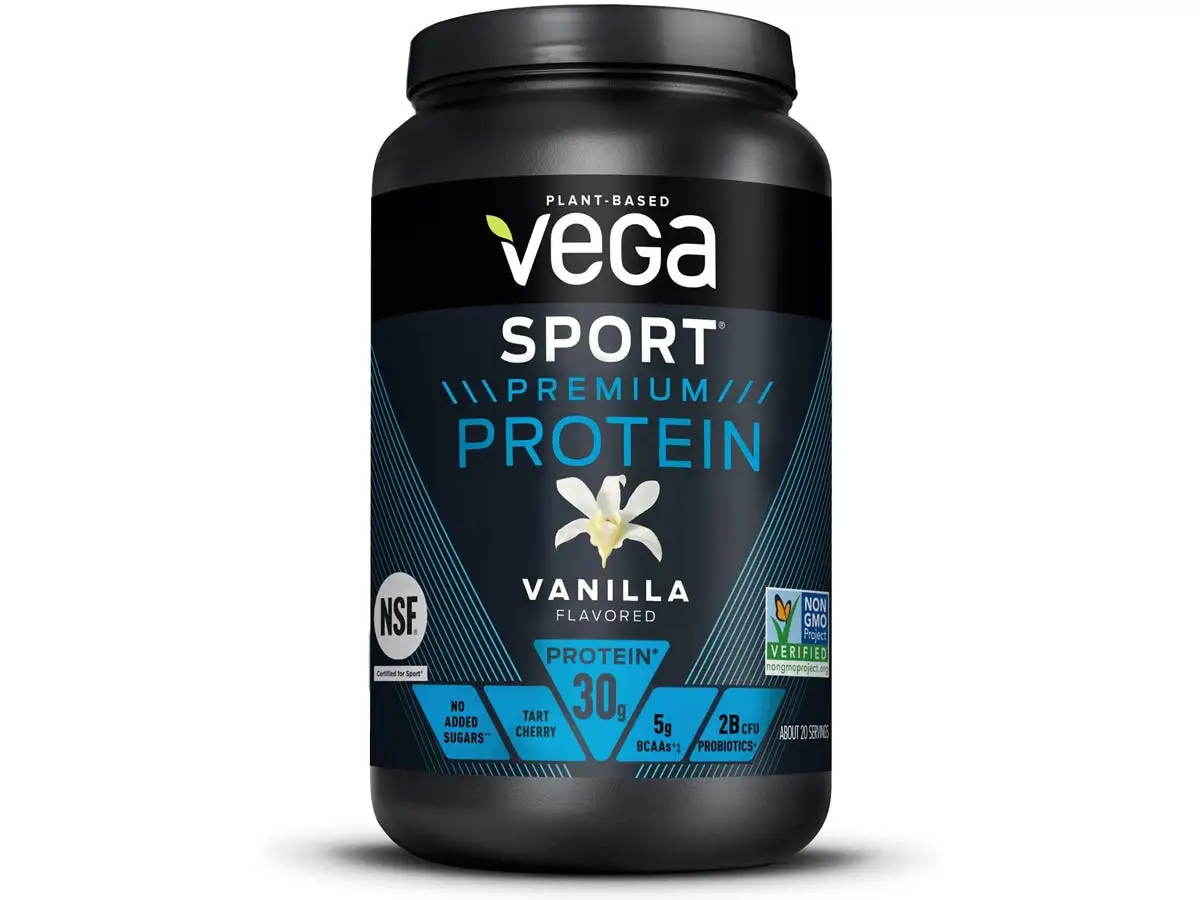 PLANT-BASED
vega
SPORT®
PREMIUM
PROTEIN
VANILLA
FLAVORED
NSF®
Certified for Sport®
NON
GMO
Project
VERIFIED
nongmoproject.org
PROTEIN*
30g
NO
ADDED
SUGARS**
TART
CHERRY
5g
BCAAs*‡
2B CFU
PROBIOTICS*
ABOUT 20 SERVINGS